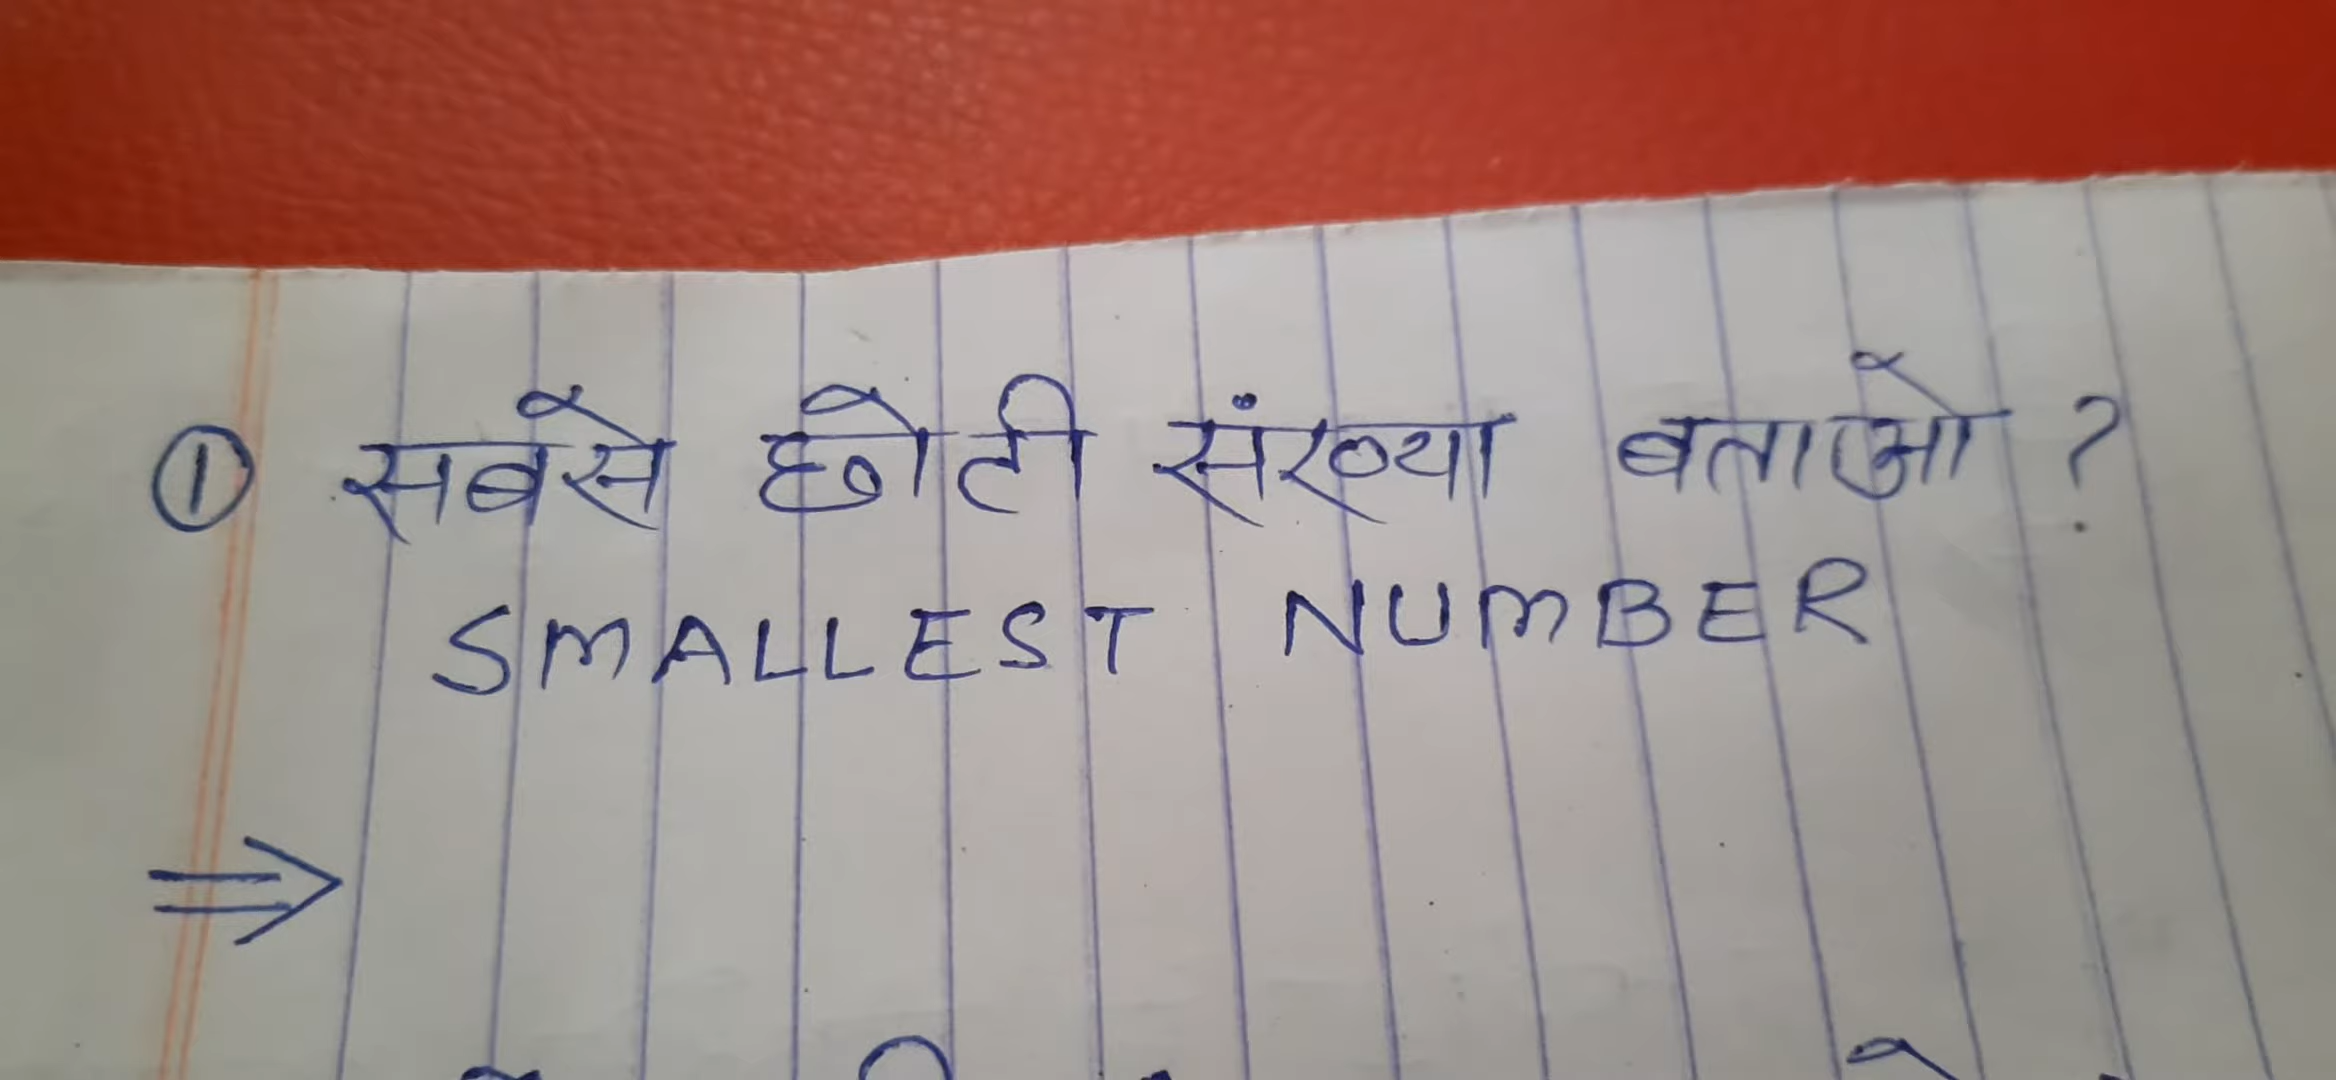 ① सबसे छोटी संख्या बताओ ?
SMALLEST NUMBER
⇒